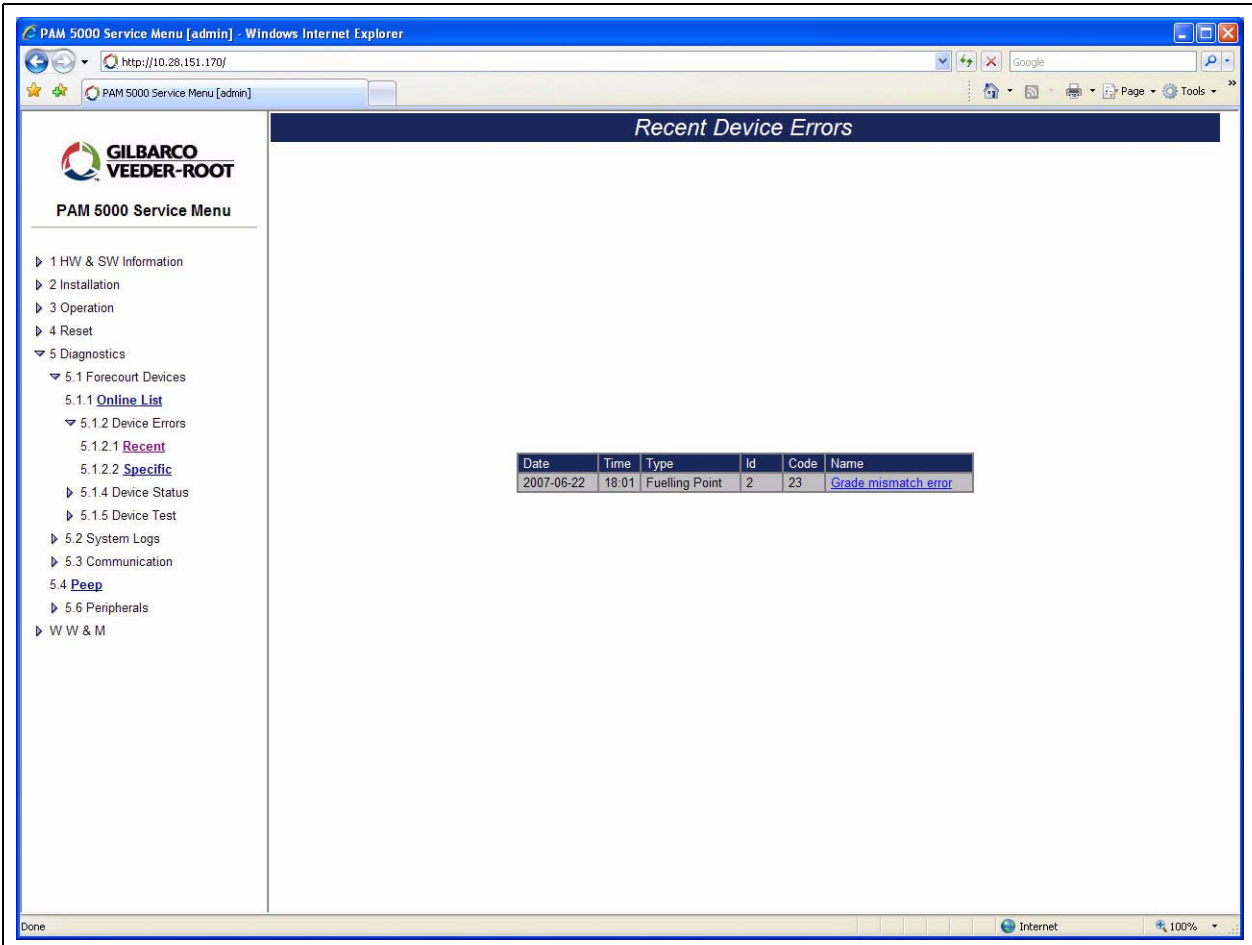 PAM 5000 Service Menu [admin] - Windows Internet Explorer
http://10.28.151.170/
Google
PAM 5000 Service Menu [admin]
Page
Tools
GILBARCO
VEEDER-ROOT
PAM 5000 Service Menu
1 HW & SW Information
2 Installation
3 Operation
4 Reset
5 Diagnostics
5.1 Forecourt Devices
5.1.1 Online List
5.1.2 Device Errors
5.1.2.1 Recent
5.1.2.2 Specific
5.1.4 Device Status
5.1.5 Device Test
5.2 System Logs
5.3 Communication
5.4 Peep
5.6 Peripherals
W W & M
Recent Device Errors
Date Time Type Id Code Name
2007-06-22 18:01 Fuelling Point 2 23 Grade mismatch error
Done
Internet
100%